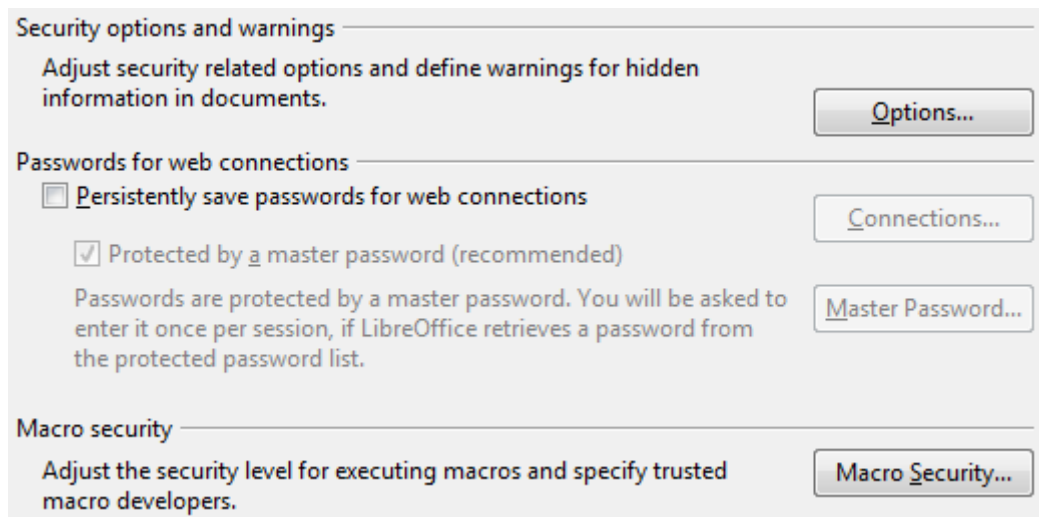 Security options and warnings
Adjust security related options and define warnings for hidden
information in documents.
Options...
Passwords for web connections
Persistently save passwords for web connections
Connections...
Protected by a master password (recommended)
Passwords are protected by a master password. You will be asked to
enter it once per session, if LibreOffice retrieves a password from
the protected password list.
Master Password...
Macro security
Adjust the security level for executing macros and specify trusted
macro developers.
Macro Security...